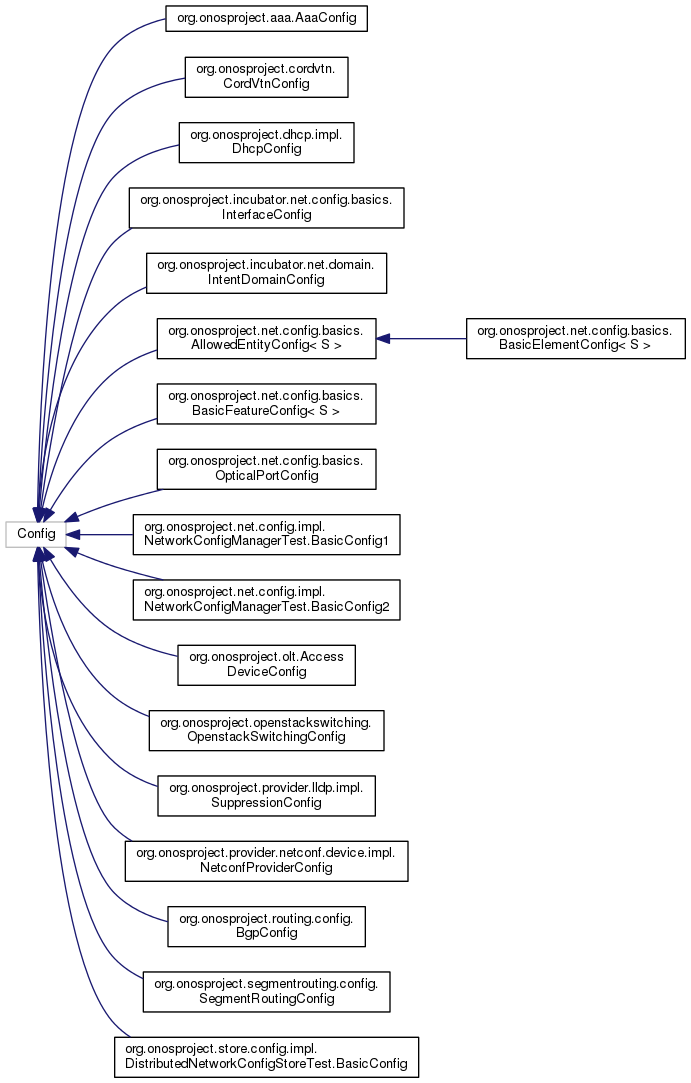 org.onosproject.aaa.AaaConfig
org.onosproject.cordvtn.
CordVtnConfig
org.onosproject.dhcp.impl.
DhcpConfig
org.onosproject.incubator.net.config.basics.
InterfaceConfig
org.onosproject.incubator.net.domain.
IntentDomainConfig
org.onosproject.net.config.basics.
AllowedEntityConfig< S >
org.onosproject.net.config.basics.
BasicElementConfig< S >
org.onosproject.net.config.basics.
BasicFeatureConfig< S >
org.onosproject.net.config.basics.
OpticalPortConfig
Config
org.onosproject.net.config.impl.
NetworkConfigManagerTest.BasicConfig1
org.onosproject.net.config.impl.
NetworkConfigManagerTest.BasicConfig2
org.onosproject.olt.Access
DeviceConfig
org.onosproject.openstackswitching.
OpenstackSwitchingConfig
org.onosproject.provider.lldp.impl.
SuppressionConfig
org.onosproject.provider.netconf.device.impl.
NetconfProviderConfig
org.onosproject.routing.config.
BgpConfig
org.onosproject.segmentrouting.config.
SegmentRoutingConfig
org.onosproject.store.config.impl.
DistributedNetworkConfigStoreTest.BasicConfig